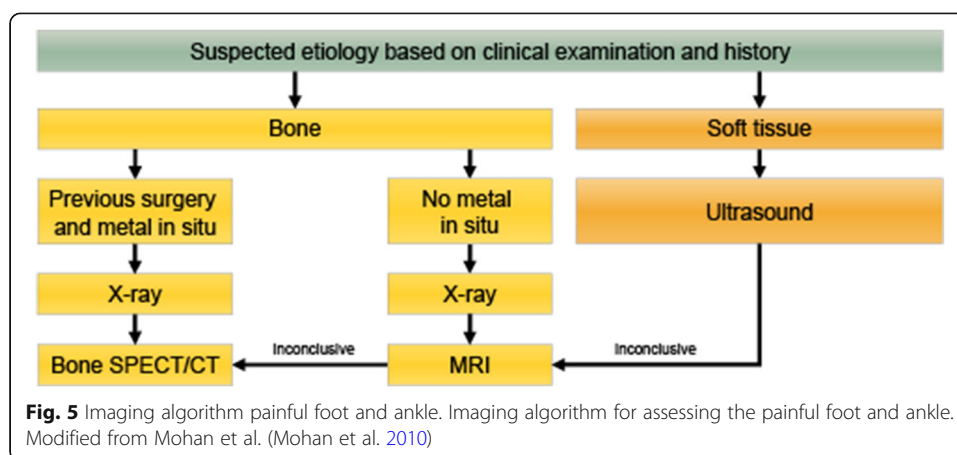 Suspected etiology based on clinical examination and history
Bone
Soft tissue
Previous surgery
and metal in situ
No metal
in situ
Ultrasound
X-ray
X-ray
Bone SPECT/CT
Inconclusive
MRI
Inconclusive
Fig. 5 Imaging algorithm painful foot and ankle. Imaging algorithm for assessing the painful foot and ankle.
Modified from Mohan et al. (Mohan et al. 2010)